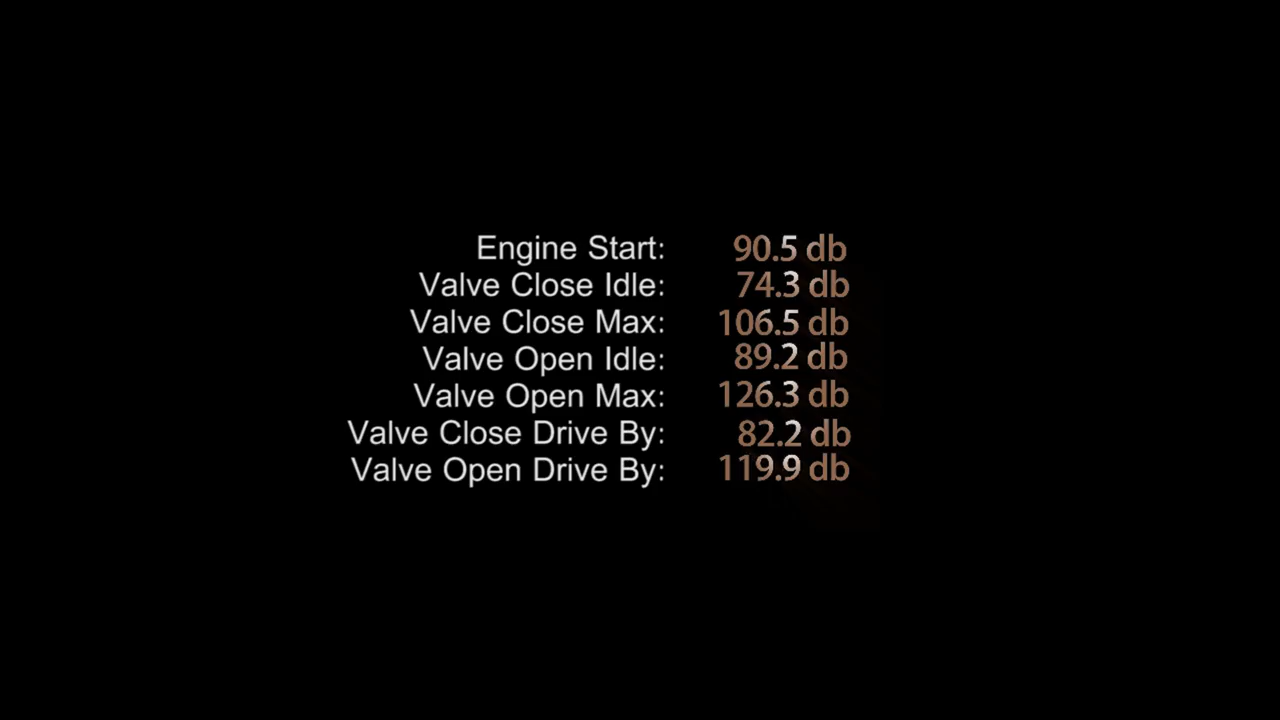 Engine Start: 90.5 db
Valve Close Idle: 74.3 db
Valve Close Max: 106.5 db
Valve Open Idle: 89.2 db
Valve Open Max: 126.3 db
Valve Close Drive By: 82.2 db
Valve Open Drive By: 119.9 db